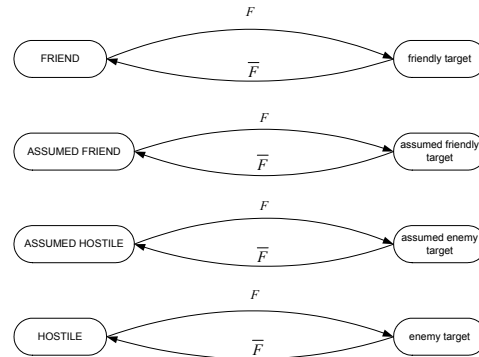 F
FRIEND
friendly target
F̅
F
ASSUMED FRIEND
assumed friendly
target
F̅
F
ASSUMED HOSTILE
assumed enemy
target
F̅
F
HOSTILE
enemy target
F̅